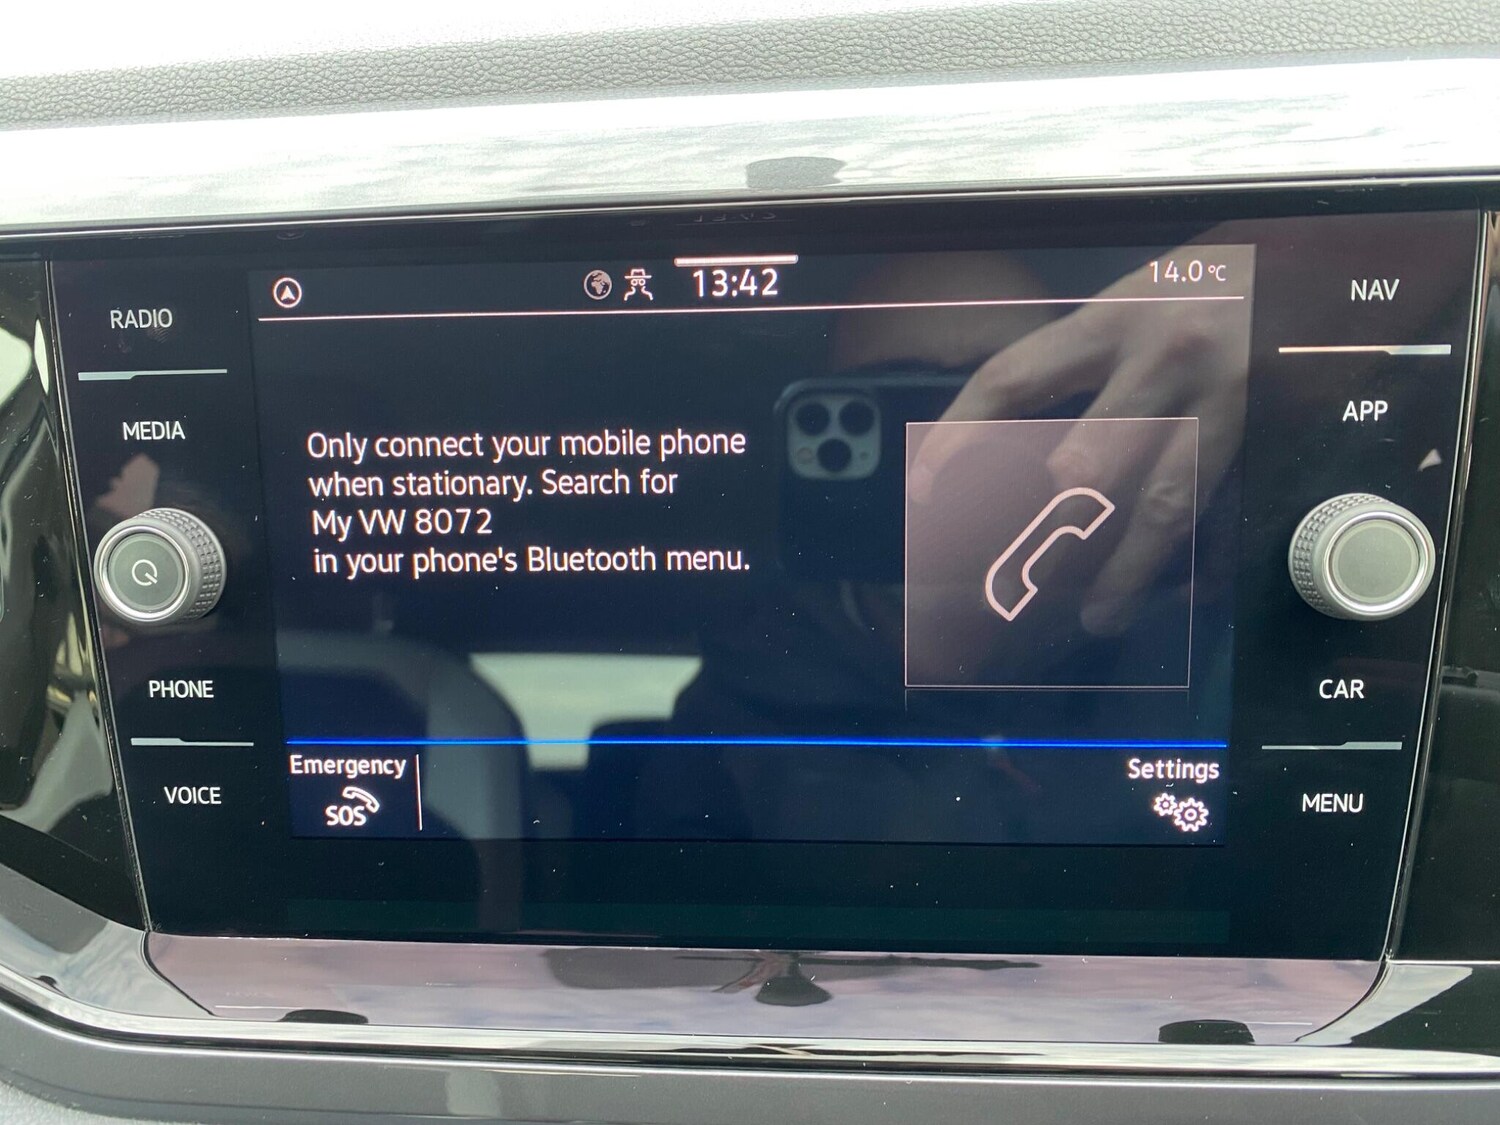 13:42
14.0°C
RADIO
MEDIA
PHONE
VOICE
Only connect your mobile phone
when stationary. Search for
My VW 8072
in your phone's Bluetooth menu.
Emergency
SOS
Settings
NAV
APP
CAR
MENU